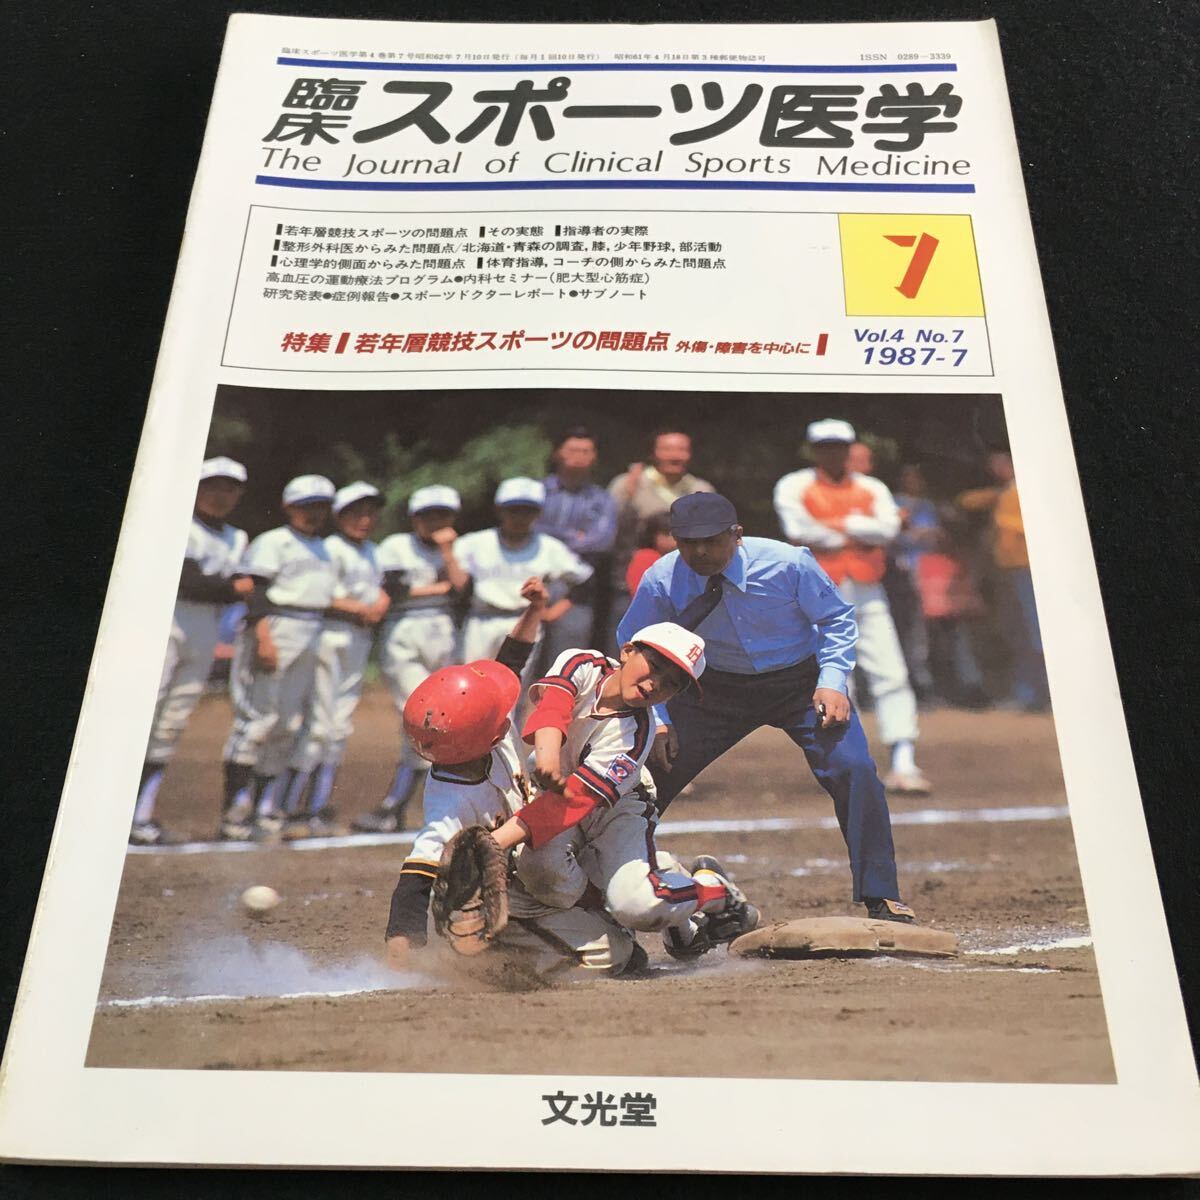 臨床スポーツ医学第4巻第7号昭和62年7月10日発行(毎月1回10日発行) 昭和61年4月18日第3種郵便物認可 ISSN 0289-3339
臨床スポーツ医学
The Journal of Clinical Sports Medicine
▌若年層競技スポーツの問題点 ▌その実態 ▌指導者の実際
▌整形外科医からみた問題点/北海道・青森の調査,膝,少年野球,部活動
▌心理学的側面からみた問題点 ▌体育指導,コーチの側からみた問題点
高血圧の運動療法プログラム●内科セミナー(肥大型心筋症)
研究発表●症例報告●スポーツドクターレポート●サブノート
特集▌若年層競技スポーツの問題点 外傷・障害を中心に▌
7
Vol.4 No.7
1987-7
文光堂